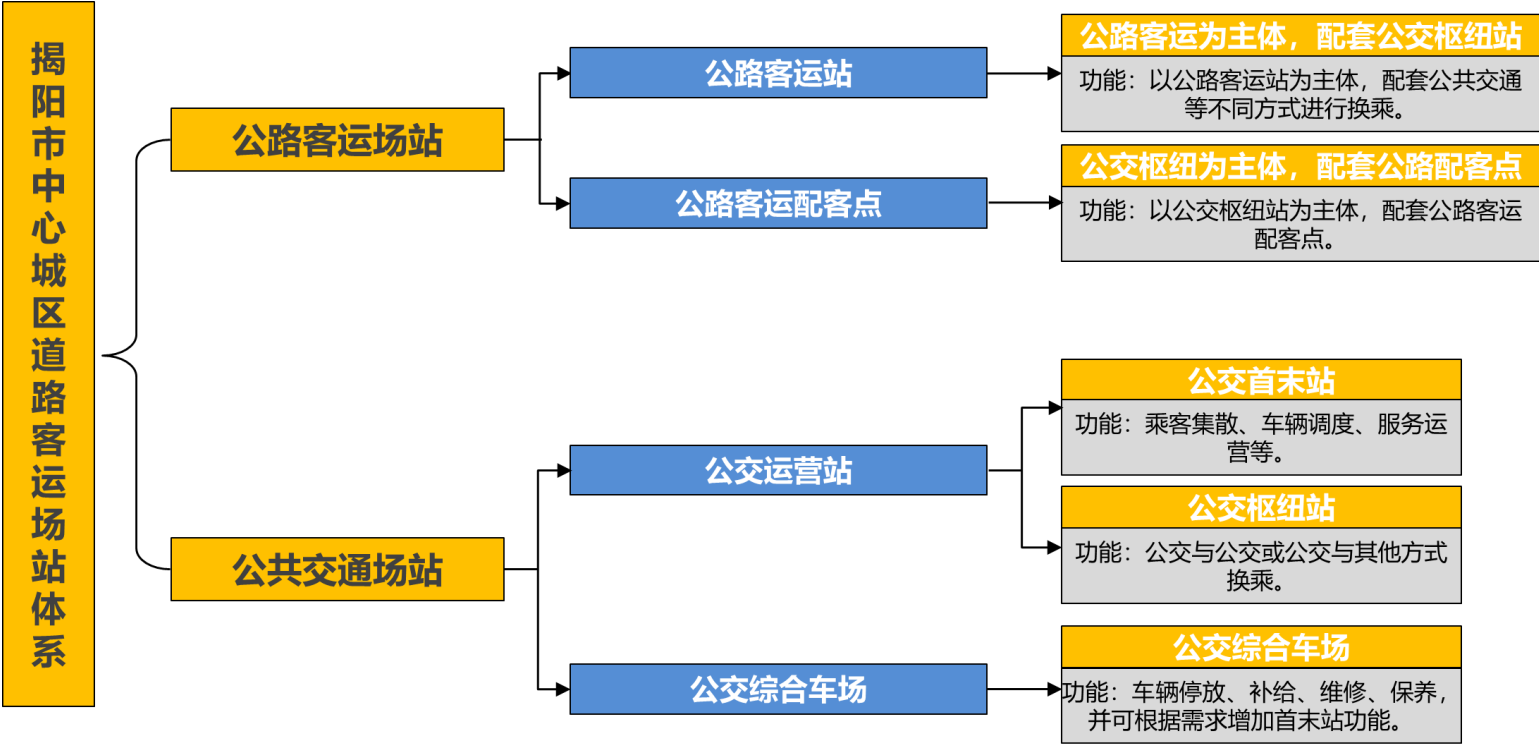 揭阳市中心城区道路客运场站体系
公路客运场站
公路客运站
公路客运为主体，配套公交枢纽站
功能：以公路客运站为主体，配套公共交通
等不同方式进行换乘。
公路客运配客点
公交枢纽为主体，配套公路配客点
功能：以公交枢纽站为主体，配套公路客运
配客点。
公共交通场站
公交运营站
公交首末站
功能：乘客集散、车辆调度、服务运
营等。
公交枢纽站
功能：公交与公交或公交与其他方式
换乘。
公交综合车场
公交综合车场
功能：车辆停放、补给、维修、保养，
并可根据需求增加首末站功能。